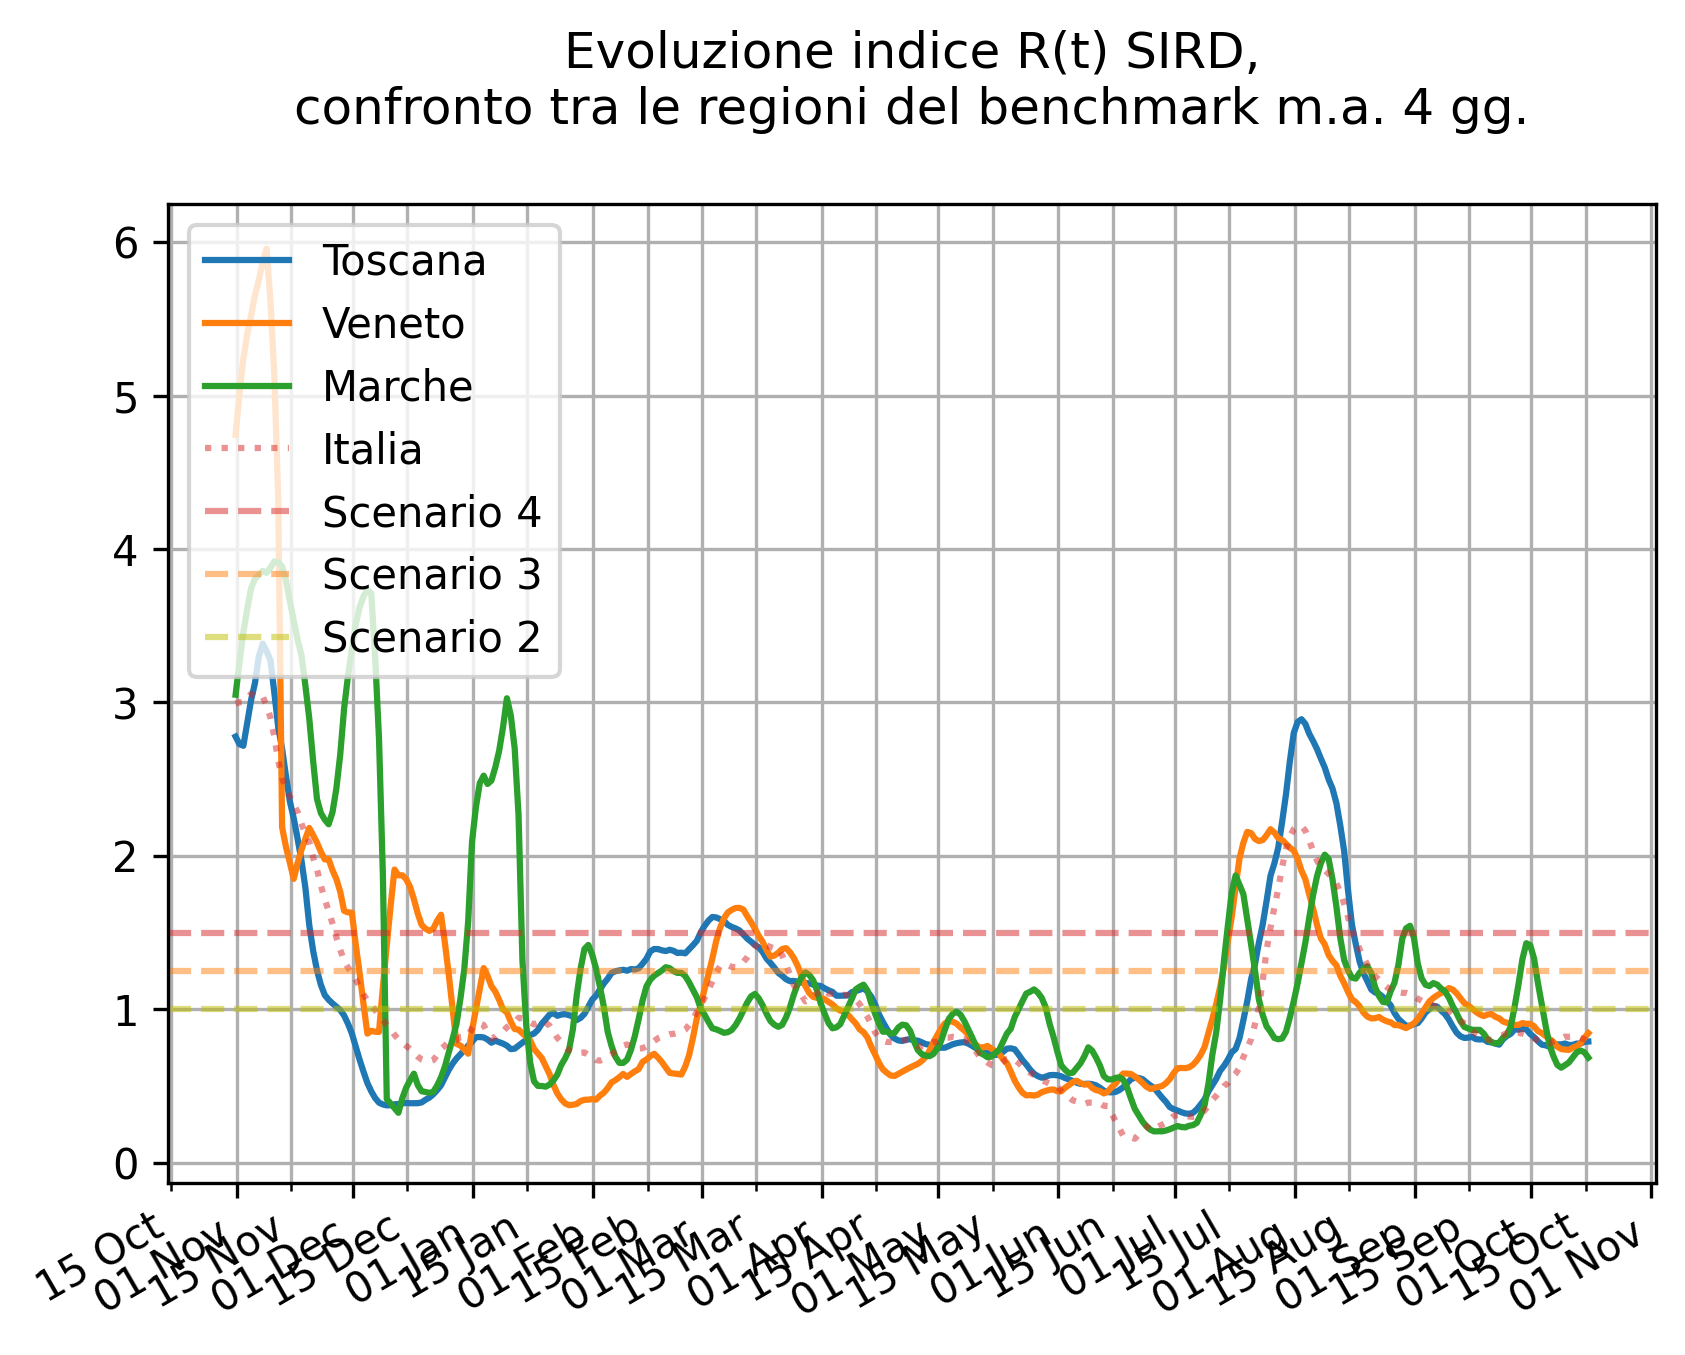 Evoluzione indice R(t) SIRD,
confronto tra le regioni del benchmark m.a. 4 gg.
6
5
4
3
2
1
0
Toscana
Veneto
Marche
Italia
Scenario 4
Scenario 3
Scenario 2
15 Oct
01 Nov
15 Nov
01 Dec
15 Dec
01 Jan
15 Jan
01 Feb
15 Feb
01 Mar
15 Mar
01 Apr
15 Apr
01 May
15 May
01 Jun
15 Jun
01 Jul
15 Jul
01 Aug
15 Aug
01 Sep
15 Sep
01 Oct
15 Oct
01 Nov